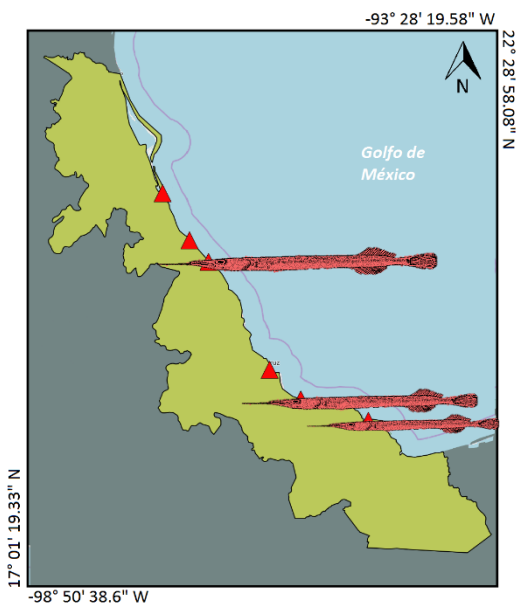 -93° 28' 19.58" W
22° 28' 58.08" N
N
Golfo de
México
17° 01' 19.33" N
-98° 50' 38.6" W